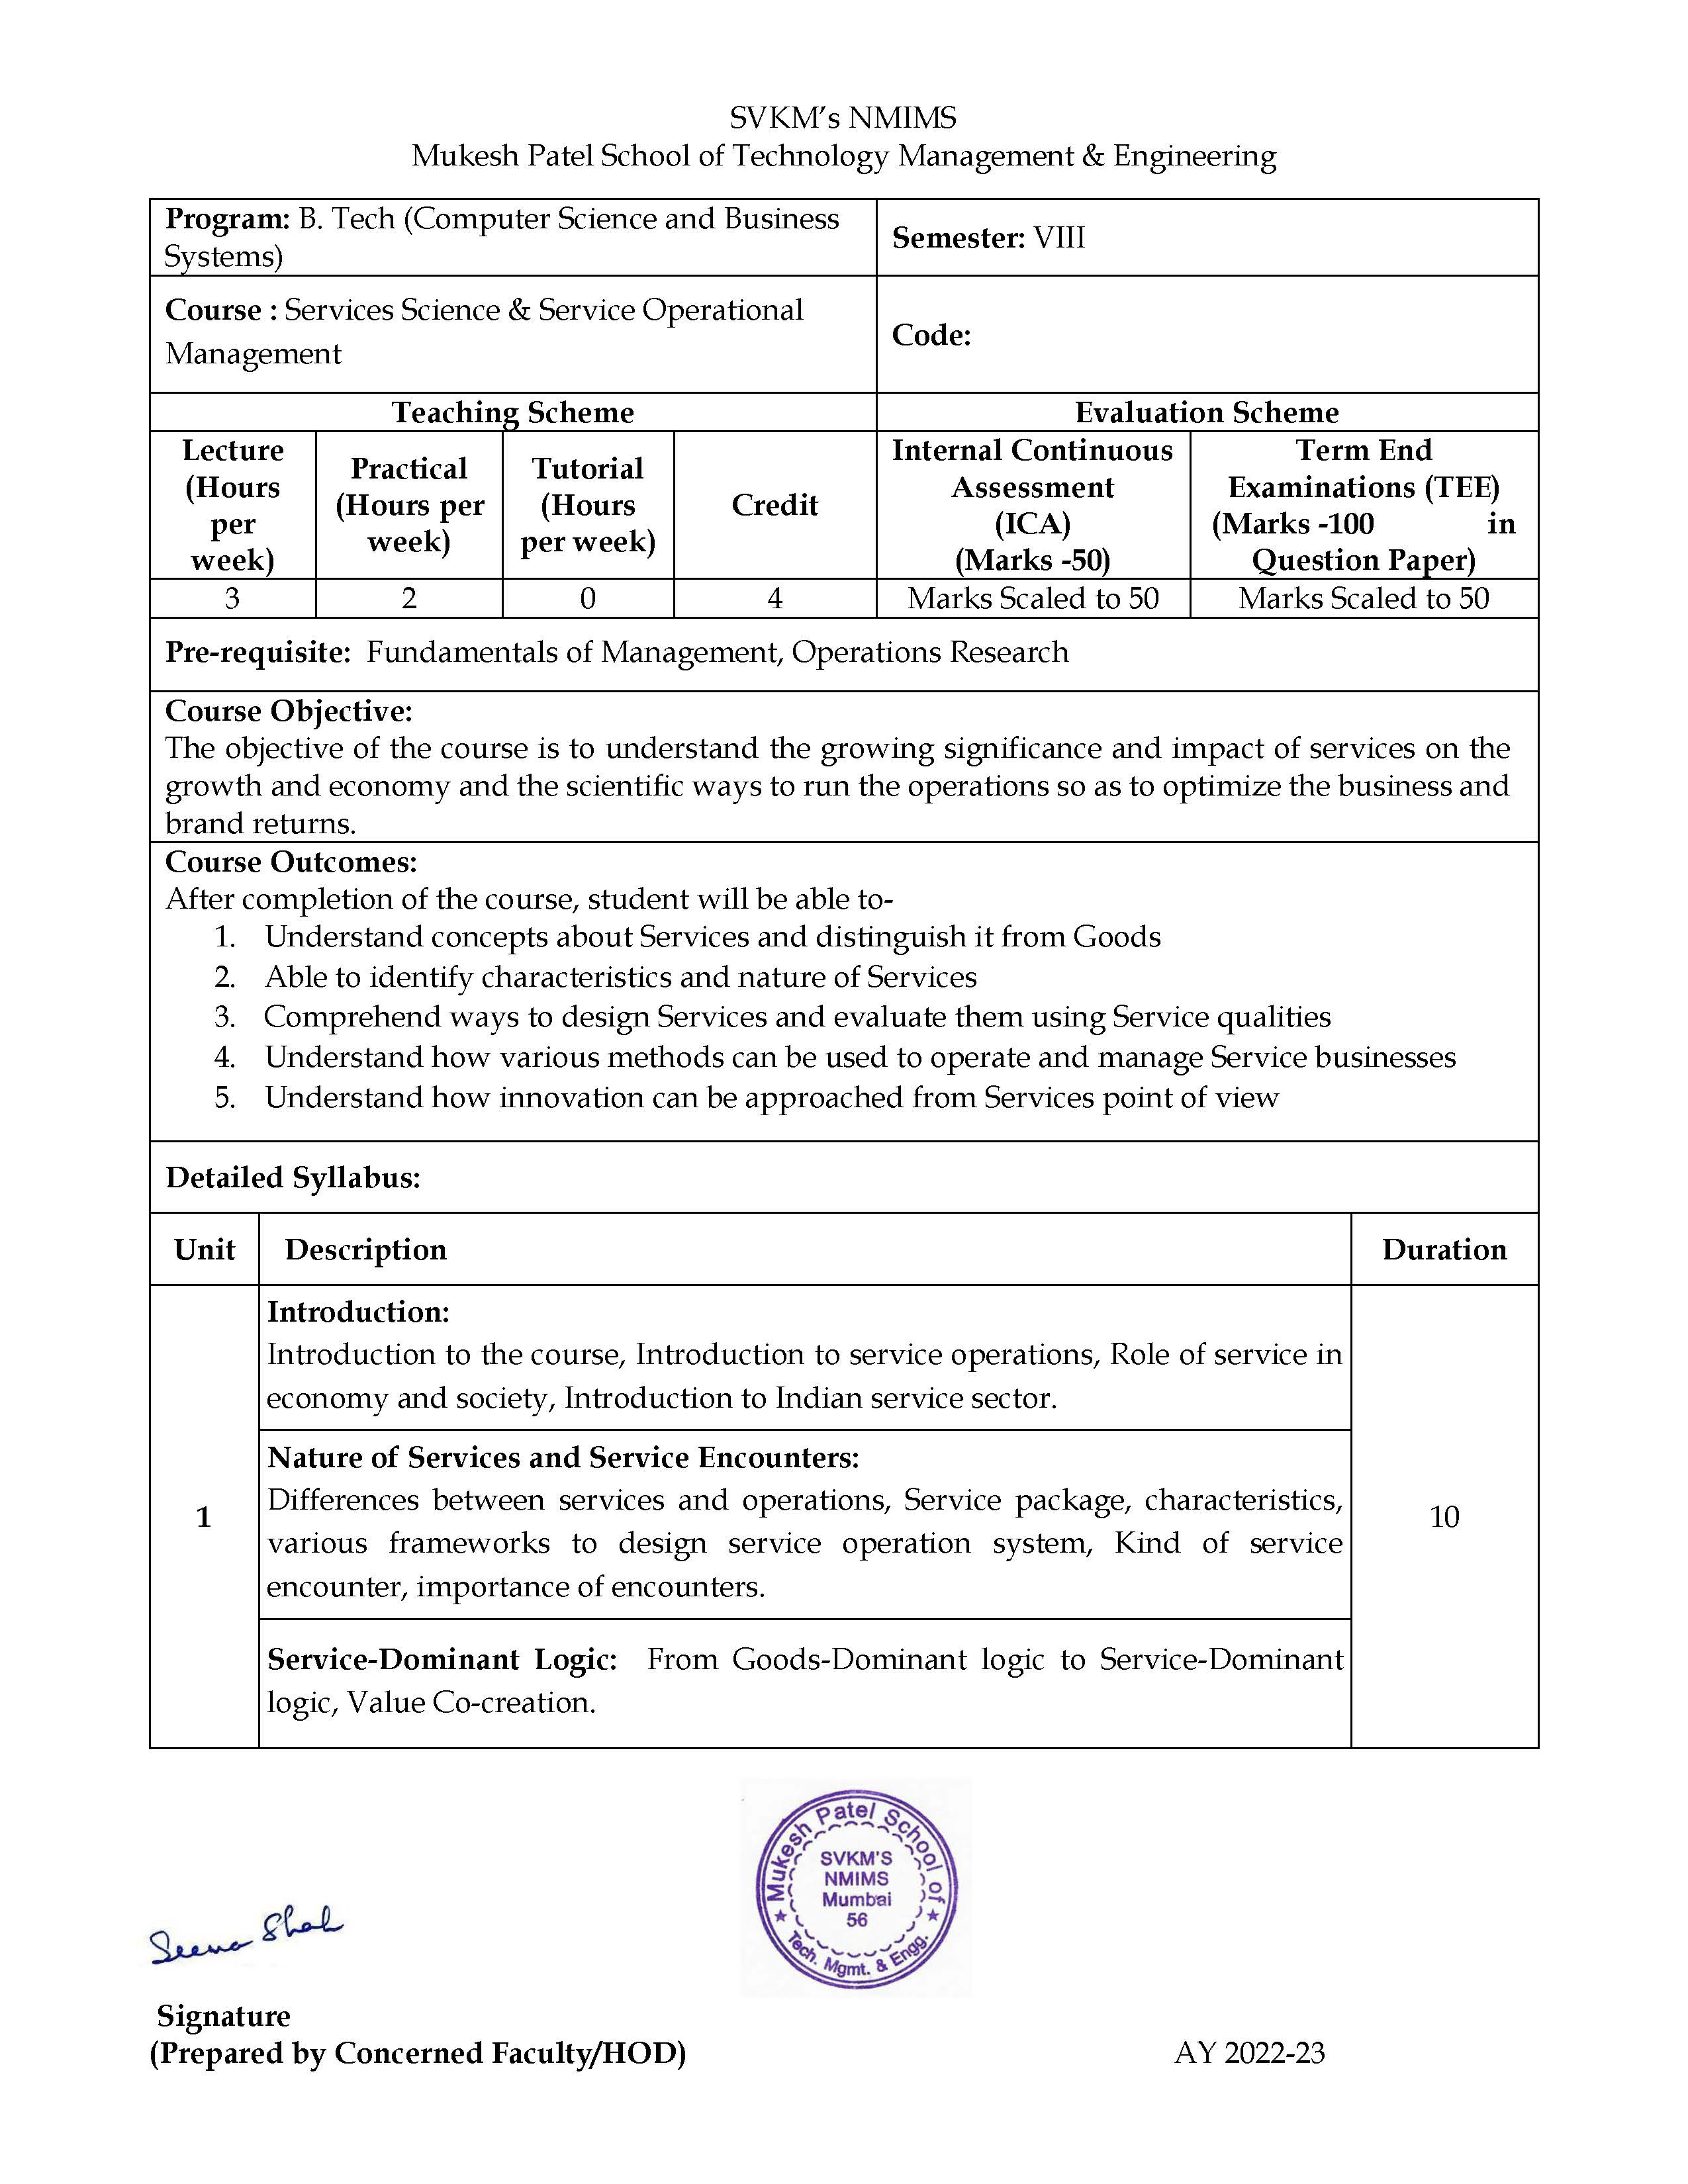 SVKM’s NMIMS
Mukesh Patel School of Technology Management & Engineering
Program: B. Tech (Computer Science and Business
Systems)
Semester: VIII
Course : Services Science & Service Operational
Management
Code:
Teaching Scheme
Evaluation Scheme
Lecture
(Hours
per
week)
Practical
(Hours per
week)
Tutorial
(Hours
per week)
Credit
Internal Continuous
Assessment
(ICA)
(Marks -50)
Term End
Examinations (TEE)
(Marks -100 in
Question Paper)
3
2
0
4
Marks Scaled to 50
Marks Scaled to 50
Pre-requisite: Fundamentals of Management, Operations Research
Course Objective:
The objective of the course is to understand the growing significance and impact of services on the
growth and economy and the scientific ways to run the operations so as to optimize the business and
brand returns.
Course Outcomes:
After completion of the course, student will be able to-
1. Understand concepts about Services and distinguish it from Goods
2. Able to identify characteristics and nature of Services
3. Comprehend ways to design Services and evaluate them using Service qualities
4. Understand how various methods can be used to operate and manage Service businesses
5. Understand how innovation can be approached from Services point of view
Detailed Syllabus:
Unit
Description
Duration
1
Introduction:
Introduction to the course, Introduction to service operations, Role of service in
economy and society, Introduction to Indian service sector.
Nature of Services and Service Encounters:
Differences between services and operations, Service package, characteristics,
various frameworks to design service operation system, Kind of service
encounter, importance of encounters.
Service-Dominant Logic: From Goods-Dominant logic to Service-Dominant
logic, Value Co-creation.
10
Mukesh Patel School of
Tech. Mgmt. & Engg.
SVKM'S
NMIMS
Mumbai
56
Seema Shah
Signature
(Prepared by Concerned Faculty/HOD)
AY 2022-23